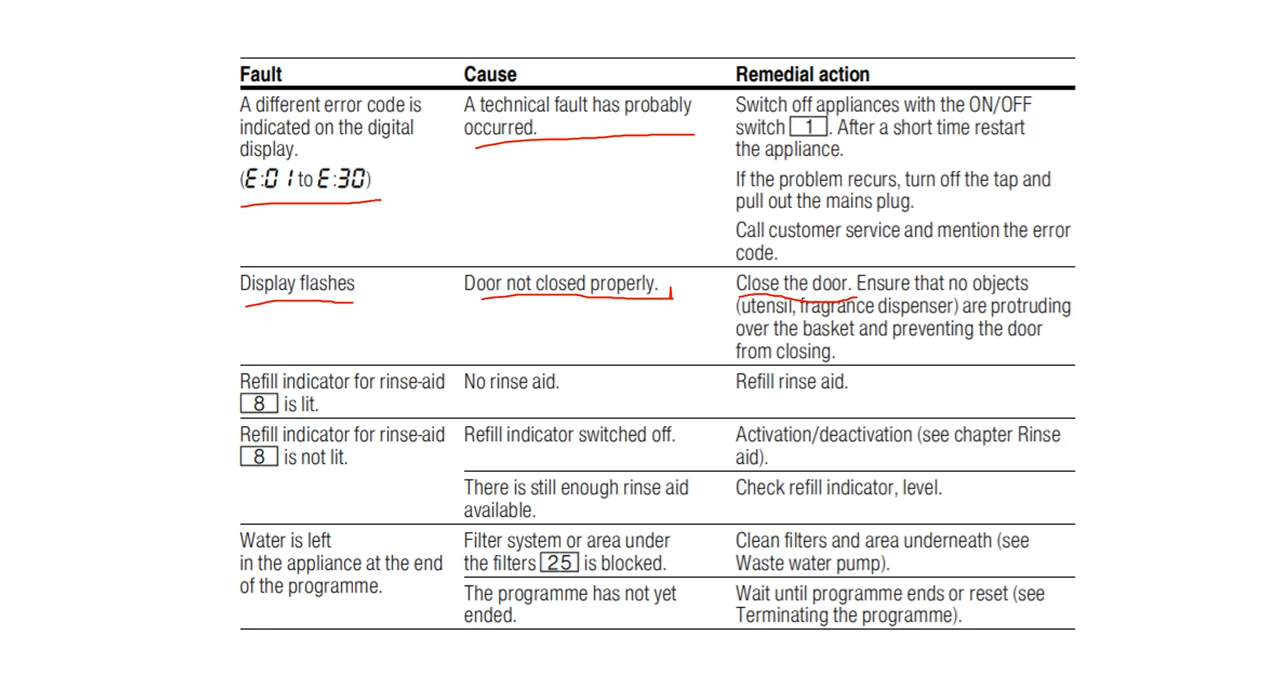 Fault Cause Remedial action
A different error code is A technical fault has probably Switch off appliances with the ON/OFF
indicated on the digital occurred. switch 1 . After a short time restart
display. the appliance.
(E:01 to E:30) If the problem recurs, turn off the tap and
pull out the mains plug.
Call customer service and mention the error
code.
Display flashes Door not closed properly. Close the door. Ensure that no objects
(utensil, fragrance dispenser) are protruding
over the basket and preventing the door
from closing.
Refill indicator for rinse-aid No rinse aid. Refill rinse aid.
8 is lit.
Refill indicator for rinse-aid Refill indicator switched off. Activation/deactivation (see chapter Rinse
8 is not lit. aid).
There is still enough rinse aid Check refill indicator, level.
available.
Water is left Filter system or area under Clean filters and area underneath (see
in the appliance at the end the filters 25 is blocked. Waste water pump).
of the programme. The programme has not yet Wait until programme ends or reset (see
ended. Terminating the programme).